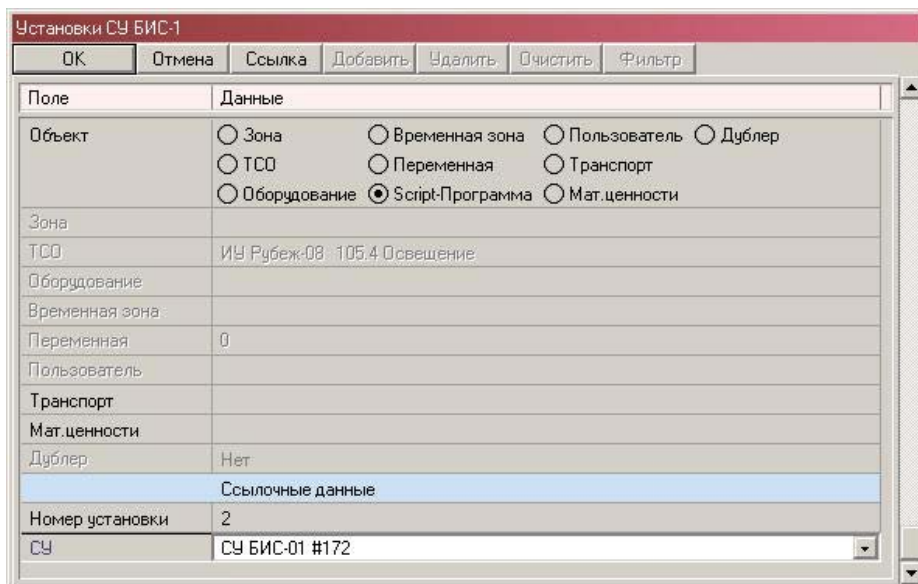 Установки СУ БИС-1
ОК Отмена Ссылка Добавить Удалить Очистить Фильтр
Поле Данные
Объект Зона Временная зона Пользователь Дублер
ТСО Переменная Транспорт
Оборудование Script-Программа Мат.ценности
Зона
ТСО ИУ Рубеж-08 105.4 Освещение
Оборудование
Временная зона
Переменная 0
Пользователь
Транспорт
Мат.ценности
Дублер Нет
Ссылочные данные
Номер установки 2
СУ СУ БИС-01 #172